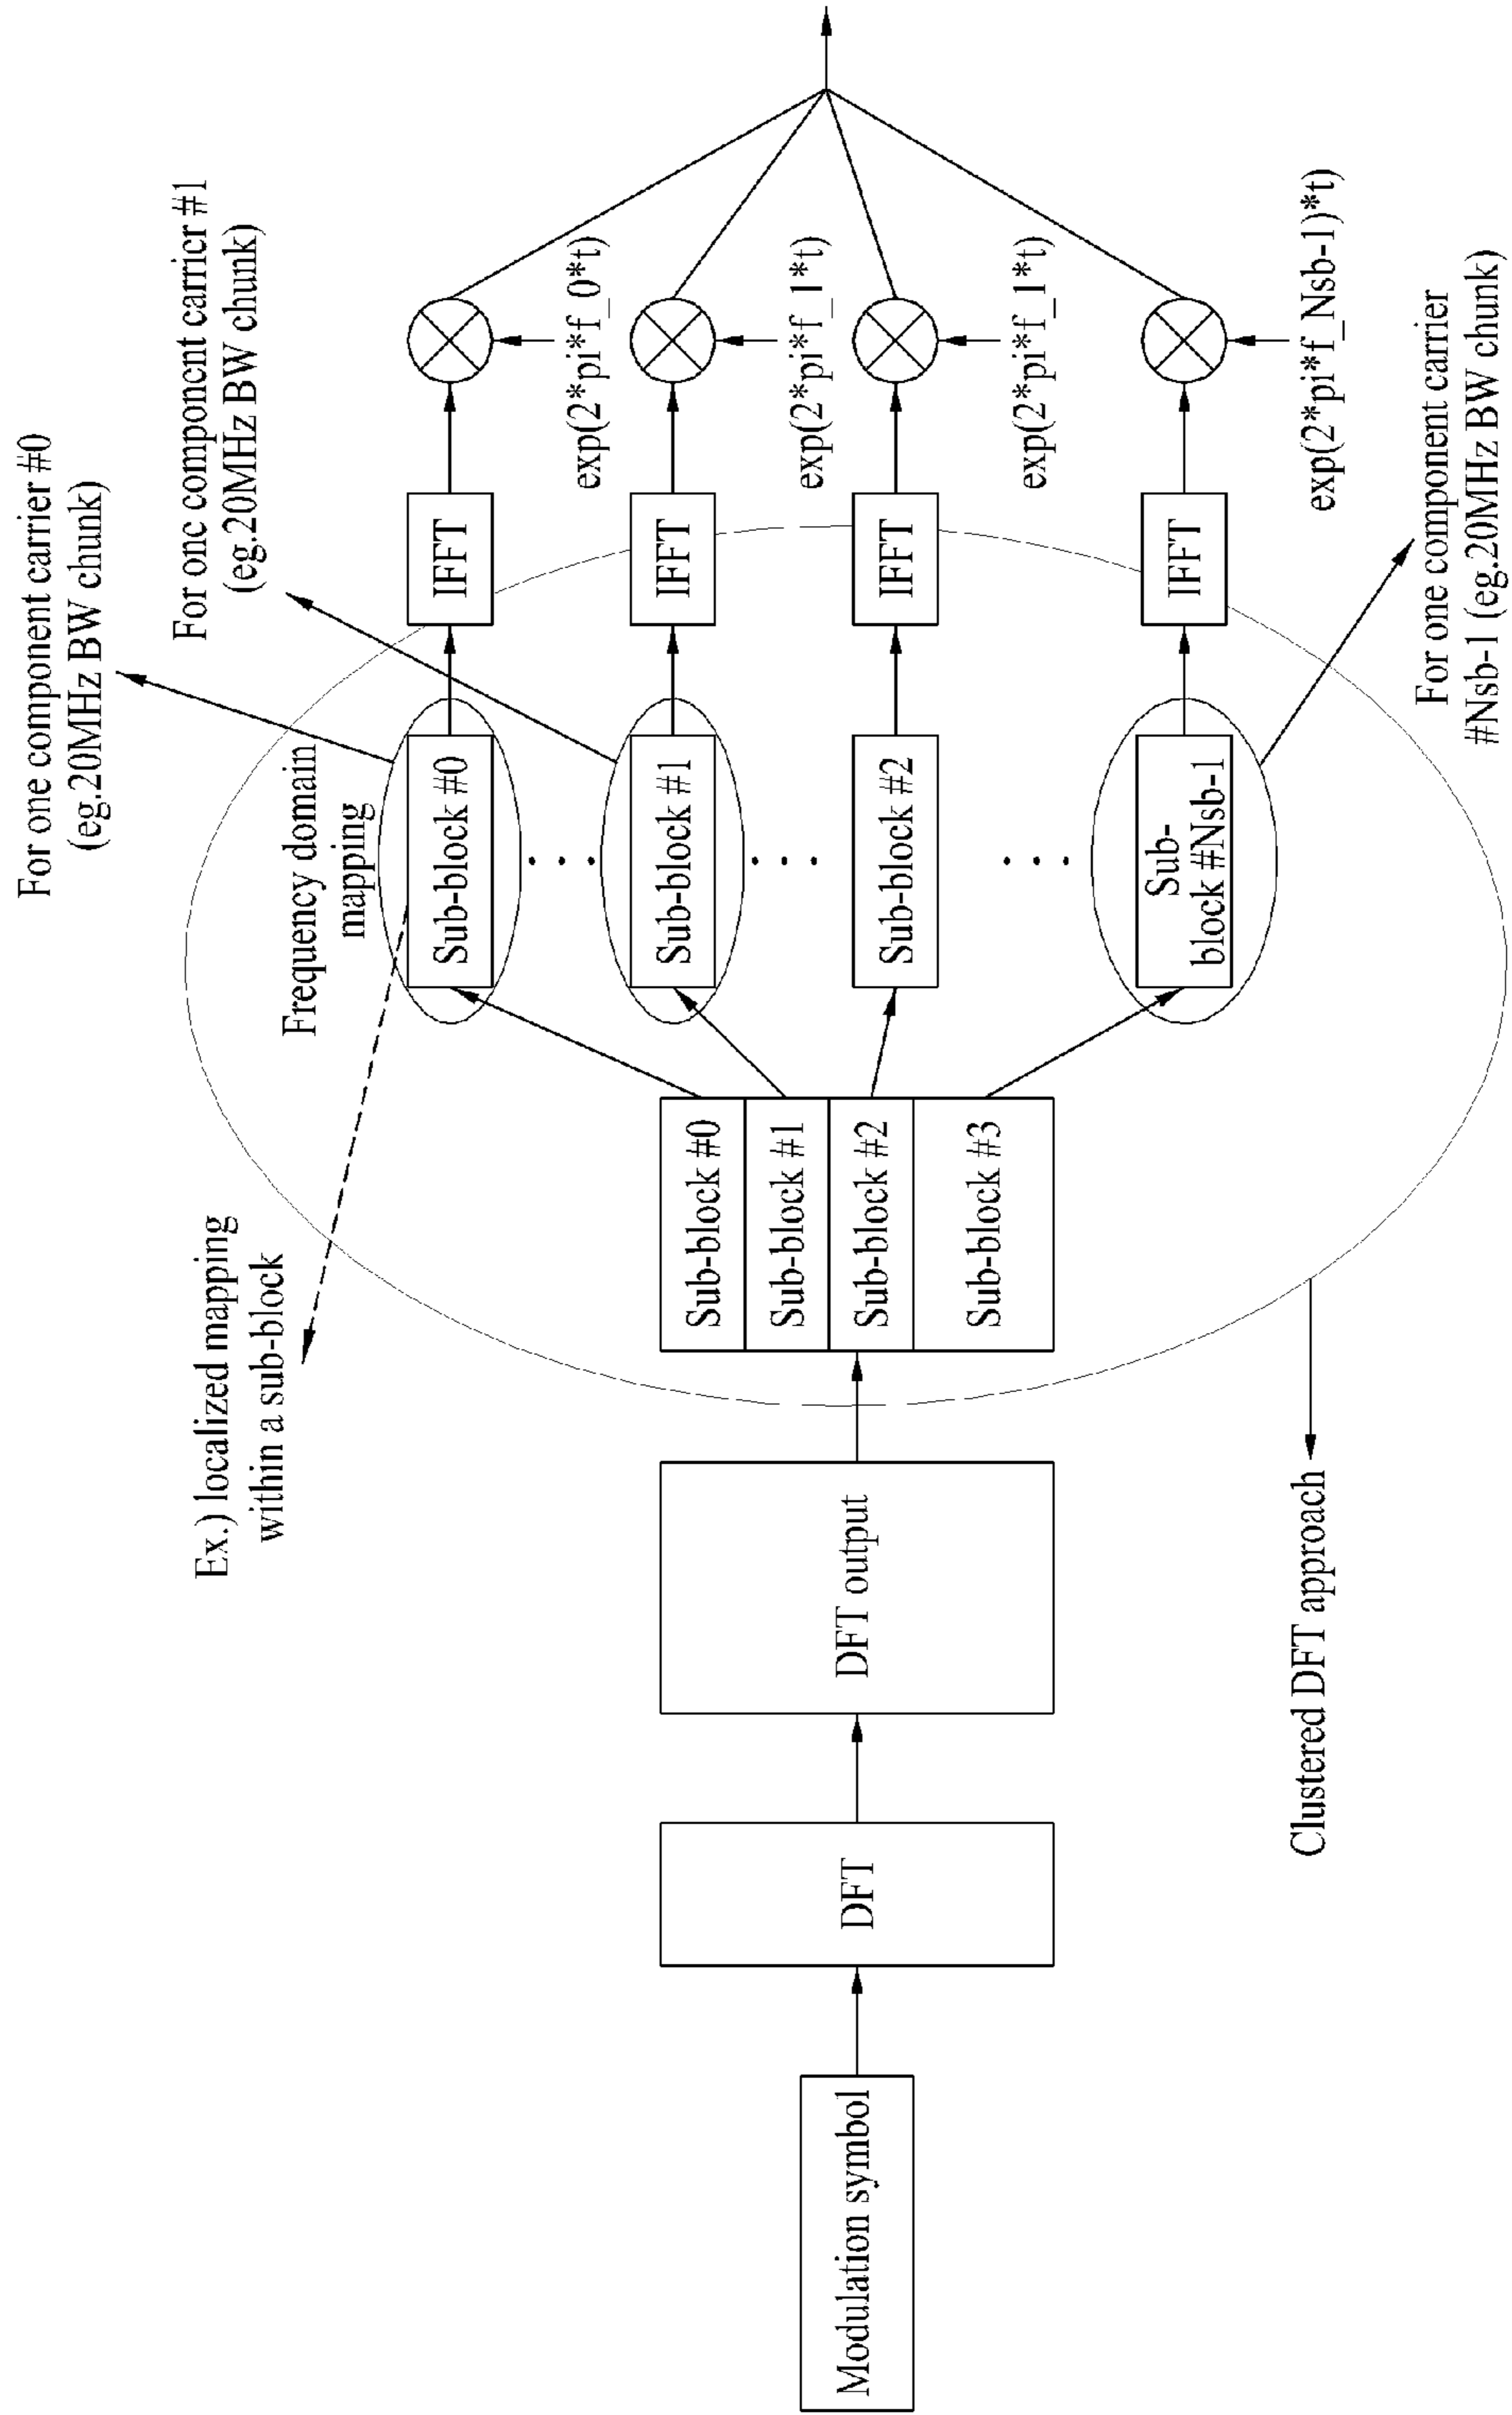 For one component carrier #0
(eg.20MHz BW chunk)
For onc component carrier #1
(eg.20MHz BW chunk)
Ex.) localized mapping
within a sub-block
Frequency domain
mapping
Modulation symbol
DFT
DFT output
Sub-block #0
Sub-block #1
Sub-block #2
Sub-block #3
Sub-block #0
IFFT
exp(2*pi*f_0*t)
Sub-block #1
IFFT
exp(2*pi*f_1*t)
Sub-block #2
IFFT
exp(2*pi*f_1*t)
Sub-
block #Nsb-1
IFFT
exp(2*pi*f_Nsb-1)*t)
Clustered DFT approach
For one component carrier
#Nsb-1 (eg.20MHz BW chunk)